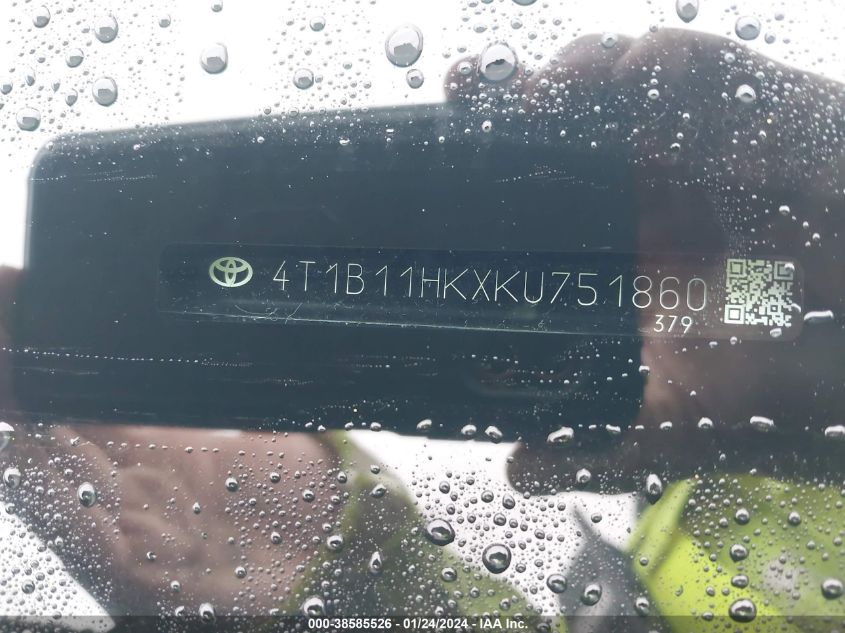 4T1B11HKXKU751860
379
000-38585526 - 01/24/2024 - IAA Inc.